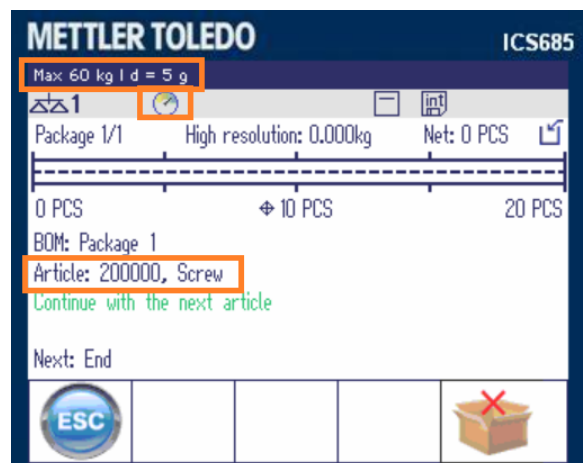 METTLER TOLEDO ICS685
Max 60 kg | d = 5 g
1 int
Package 1/1 High resolution: 0.000kg Net: 0 PCS
0 PCS 10 PCS 20 PCS
BOM: Package 1
Article: 200000, Screw
Continue with the next article
Next: End
ESC